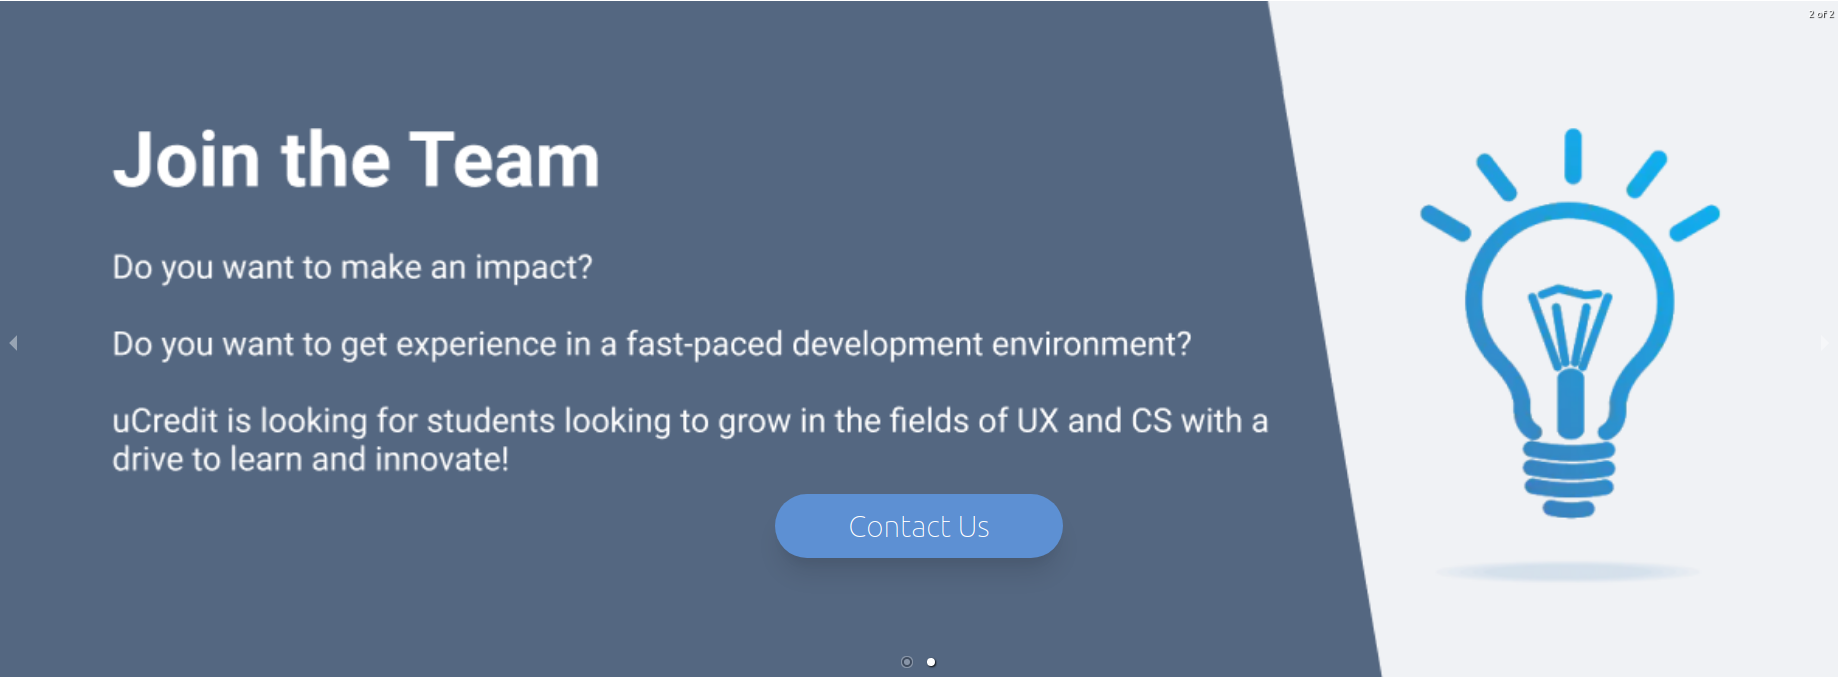 2 of 2
Join the Team
Do you want to make an impact?
Do you want to get experience in a fast-paced development environment?
uCredit is looking for students looking to grow in the fields of UX and CS with a
drive to learn and innovate!
Contact Us